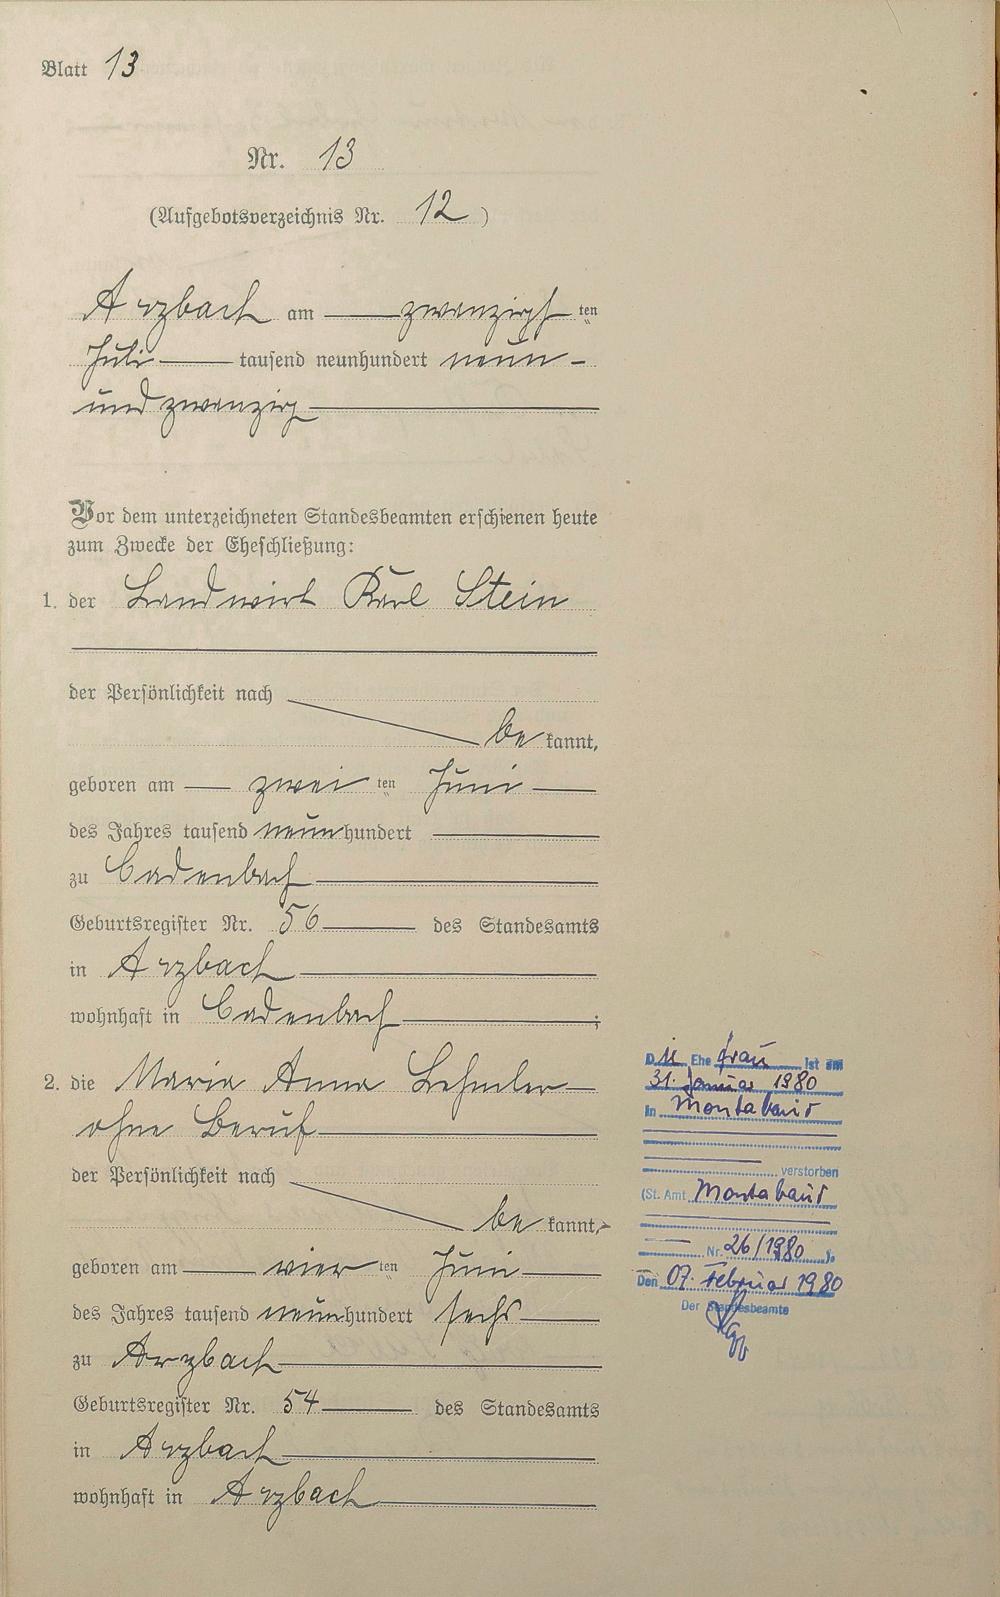 Blatt 13
Nr. 13
(Aufgebotsverzeichnis Nr. 12)
Arzbach am — zwanzigsten
Juli — tausend neunhundert neun-
undzwanzig —
Vor dem unterzeichneten Standesbeamten erschienen heute
zum Zwecke der Eheschließung:
1. der Landwirt Karl Stein
der Persönlichkeit nach
bekannt,
geboren am — zweiten Juni —
des Jahres tausend neunhundert —
zu Cadenbach —
Geburtsregister Nr. 56 — des Standesamts
in Arzbach —
wohnhaft in Cadenbach — ;
2. die Maria Anna Lehmler —
ohne Beruf —
der Persönlichkeit nach
bekannt,
geboren am — vierten Juni —
des Jahres tausend neunhundert sechs —
zu Arzbach —
Geburtsregister Nr. 54 — des Standesamts
in Arzbach —
wohnhaft in Arzbach —
Die Ehefrau ist am
31. Januar 1980
in Montabaur
verstorben
(St. Amt Montabaur
Nr. 26/1980).
Den 07. Februar 1980
Der Standesbeamte